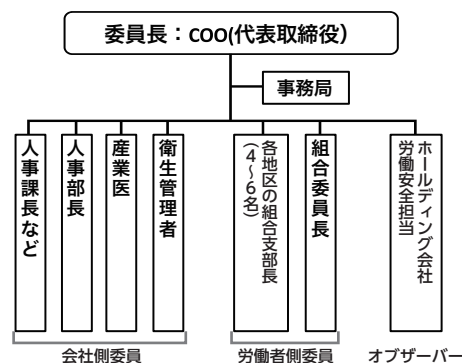 委員長：COO(代表取締役）
事務局
人事課長など
人事部長
産業医
衛生管理者
各地区の組合支部長
(４〜６名)
組合委員長
ホールディング会社
労働安全担当
会社側委員
労働者側委員
オブザーバー